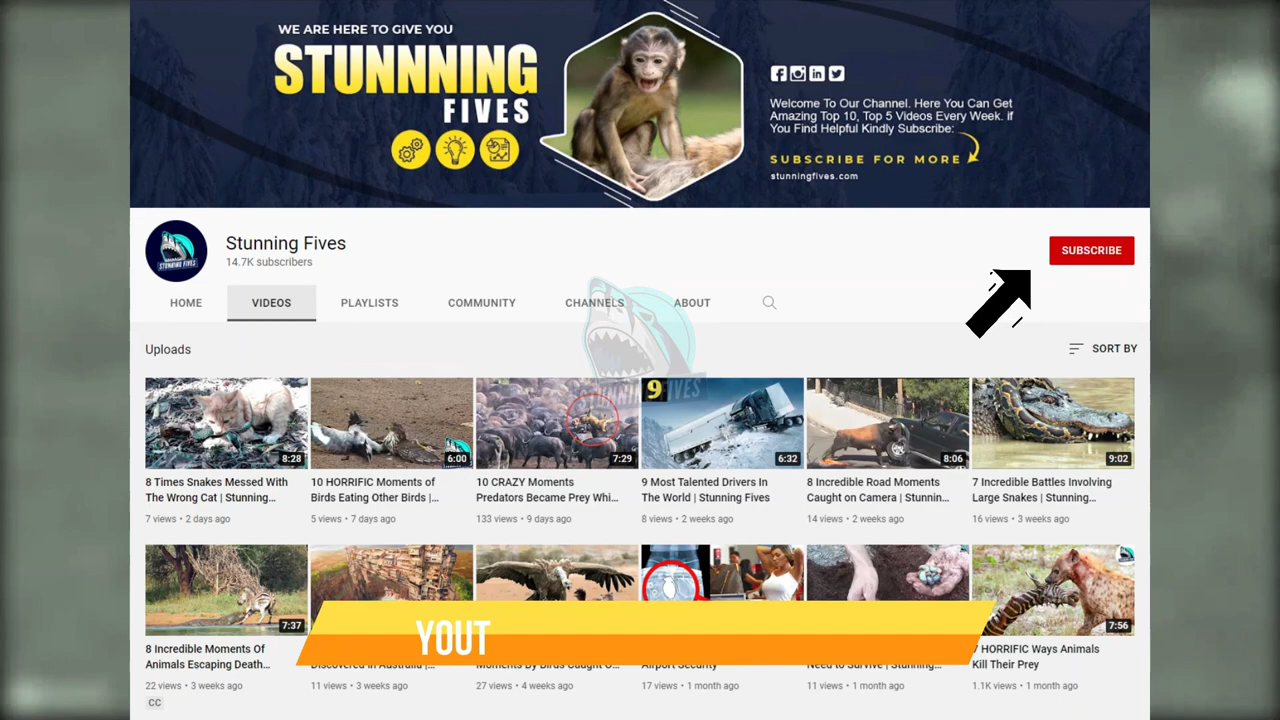 WE ARE HERE TO GIVE YOU
STUNNNING
FIVES
Welcome To Our Channel. Here You Can Get
Amazing Top 10, Top 5 Videos Every Week. if
You Find Helpful Kindly Subscribe:
SUBSCRIBE FOR MORE
stunningfives.com
STUNNING FIVES
Stunning Fives
14.7K subscribers
SUBSCRIBE
HOME
VIDEOS
PLAYLISTS
COMMUNITY
CHANNELS
ABOUT
Uploads
SORT BY
8:28
6:00
7:29
9
6:32
8:06
9:02
8 Times Snakes Messed With
The Wrong Cat | Stunning...
7 views • 2 days ago
10 HORRIFIC Moments of
Birds Eating Other Birds |...
5 views • 7 days ago
10 CRAZY Moments
Predators Became Prey Whi...
133 views • 9 days ago
9 Most Talented Drivers In
The World | Stunning Fives
8 views • 2 weeks ago
8 Incredible Road Moments
Caught on Camera | Stunnin...
14 views • 2 weeks ago
7 Incredible Battles Involving
Large Snakes | Stunning...
16 views • 3 weeks ago
7:37
7:56
YOUT
8 Incredible Moments Of
Animals Escaping Death...
22 views • 3 weeks ago
CC
Discovered in Australia |...
11 views • 3 weeks ago
Moments By Birds Caught O...
27 views • 4 weeks ago
Airport Security
17 views • 1 month ago
Need to Survive | Stunning...
11 views • 1 month ago
7 HORRIFIC Ways Animals
Kill Their Prey
1.1K views • 1 month ago